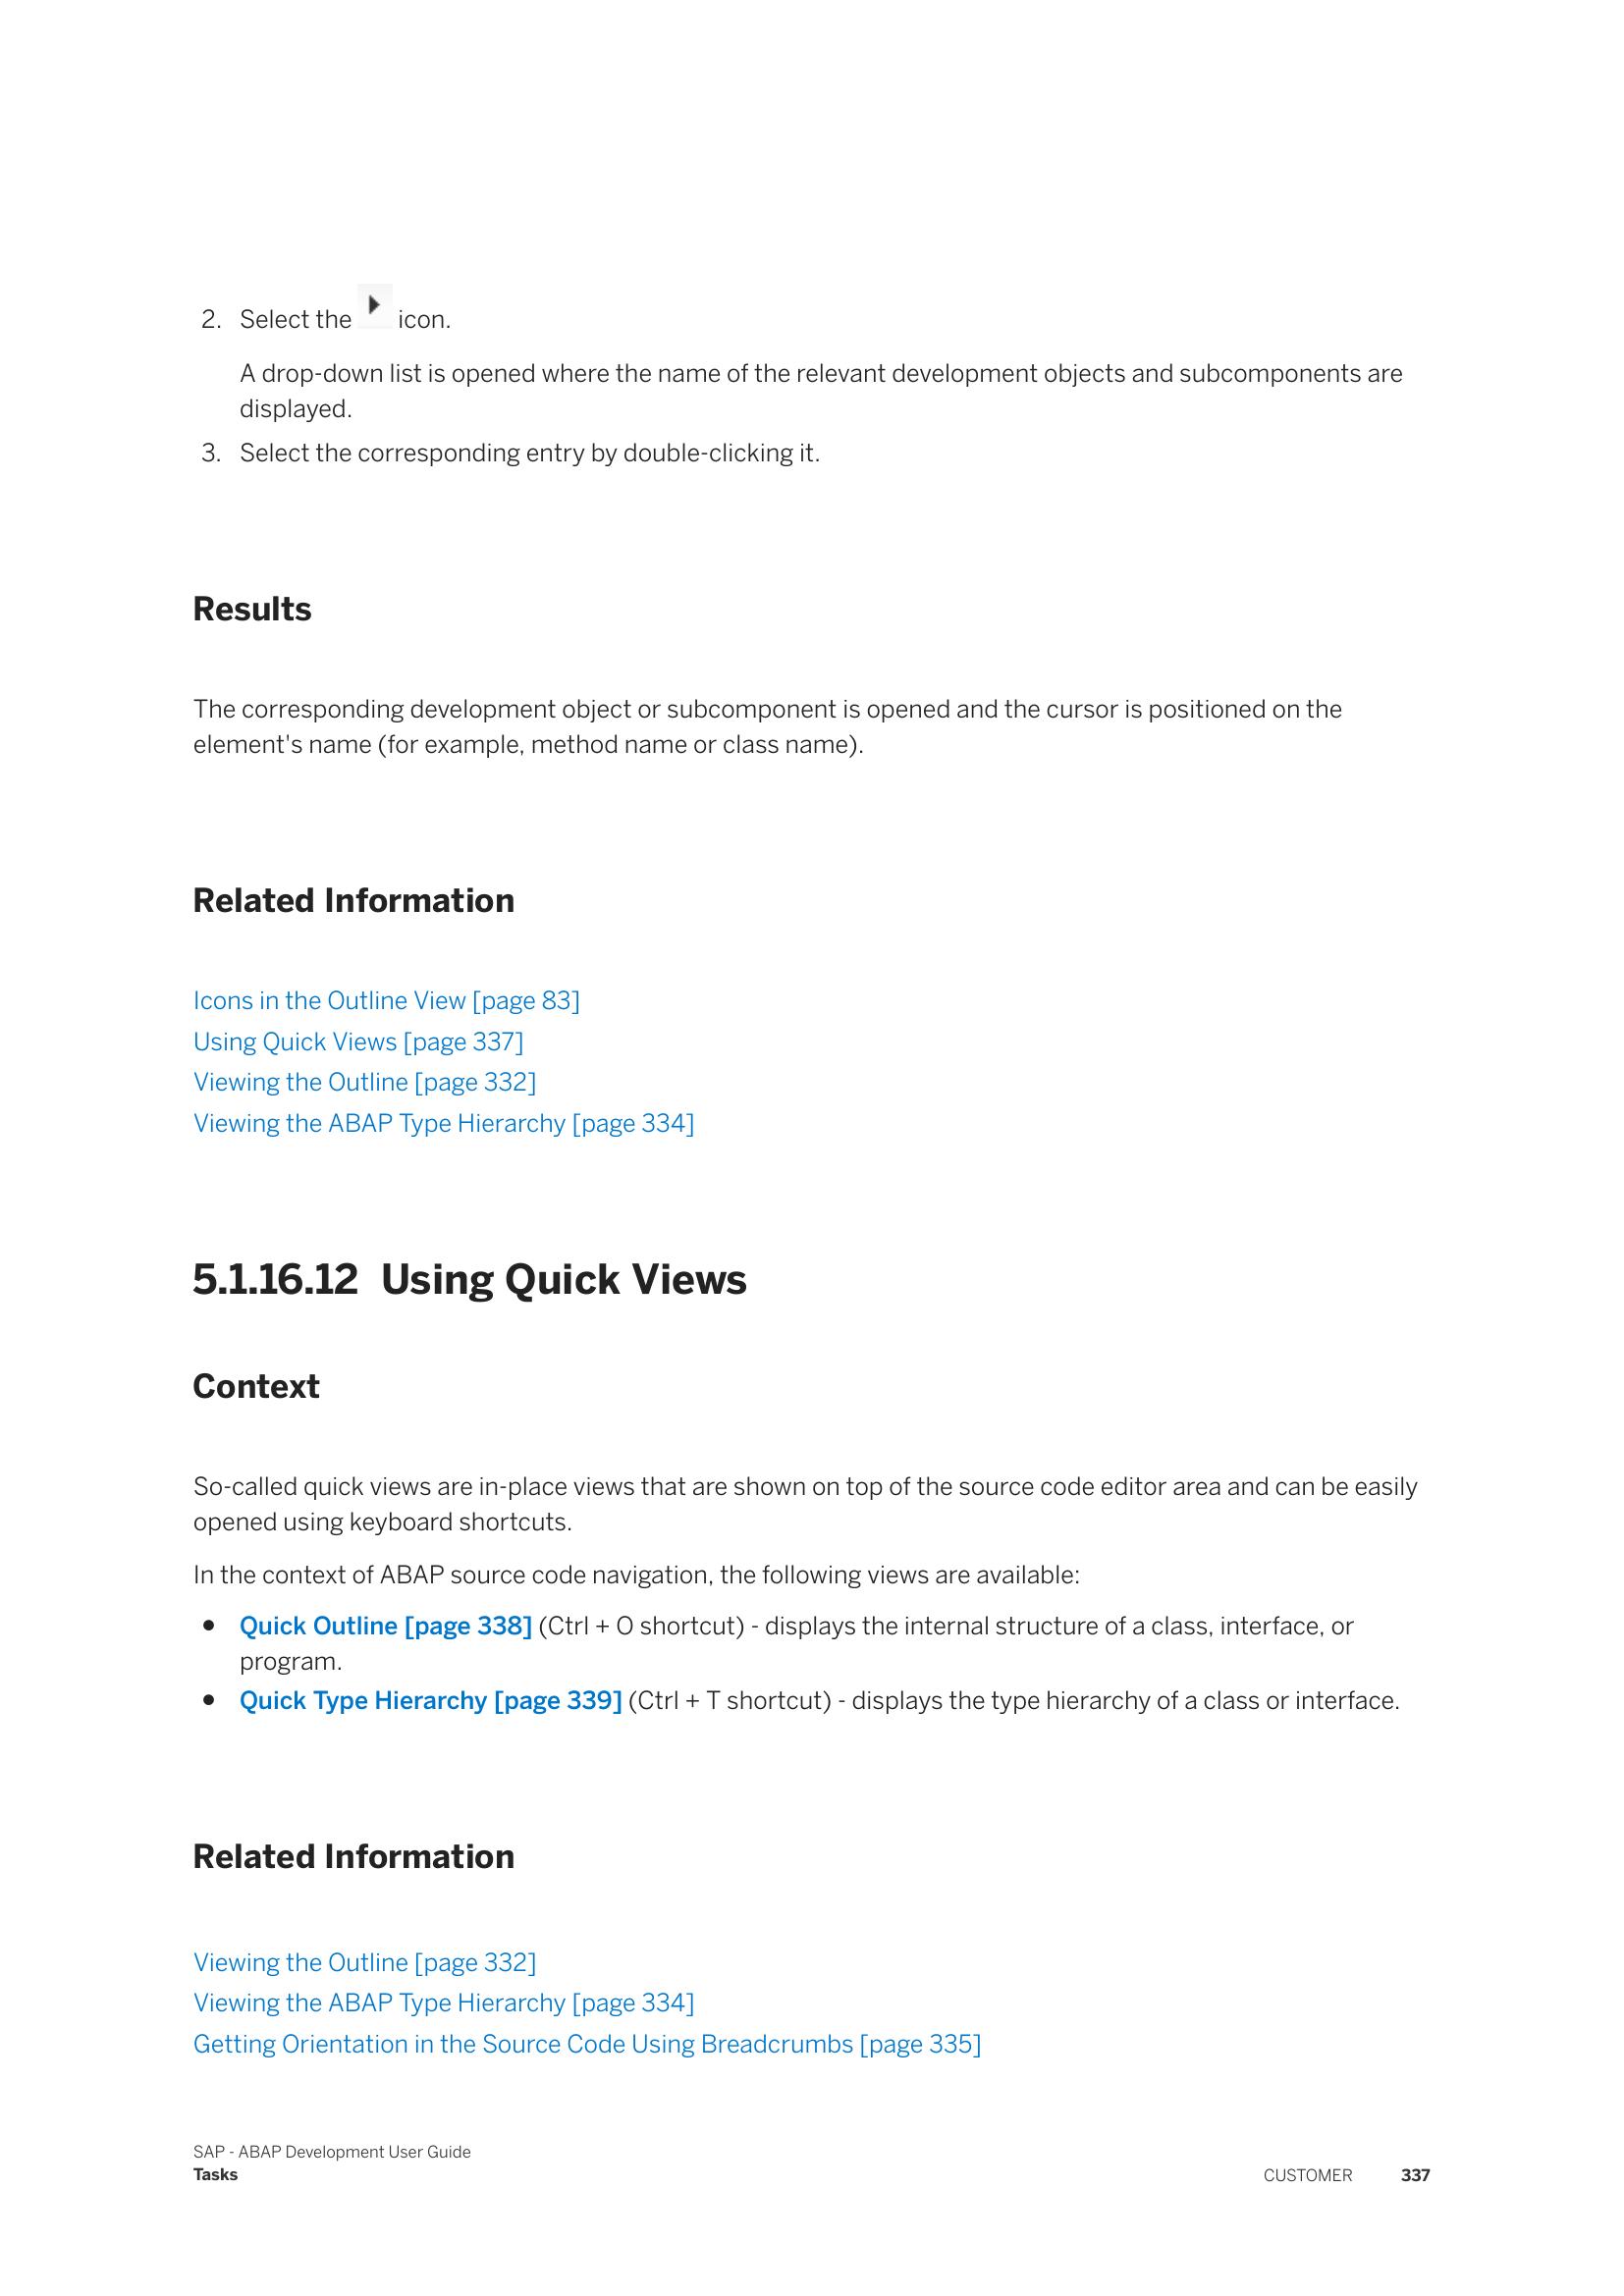 2. Select the icon.
A drop-down list is opened where the name of the relevant development objects and subcomponents are
displayed.
3. Select the corresponding entry by double-clicking it.
Results
The corresponding development object or subcomponent is opened and the cursor is positioned on the
element's name (for example, method name or class name).
Related Information
Icons in the Outline View [page 83]
Using Quick Views [page 337]
Viewing the Outline [page 332]
Viewing the ABAP Type Hierarchy [page 334]
5.1.16.12 Using Quick Views
Context
So-called quick views are in-place views that are shown on top of the source code editor area and can be easily
opened using keyboard shortcuts.
In the context of ABAP source code navigation, the following views are available:
• Quick Outline [page 338] (Ctrl + O shortcut) - displays the internal structure of a class, interface, or
program.
• Quick Type Hierarchy [page 339] (Ctrl + T shortcut) - displays the type hierarchy of a class or interface.
Related Information
Viewing the Outline [page 332]
Viewing the ABAP Type Hierarchy [page 334]
Getting Orientation in the Source Code Using Breadcrumbs [page 335]
SAP - ABAP Development User Guide
Tasks
CUSTOMER 337